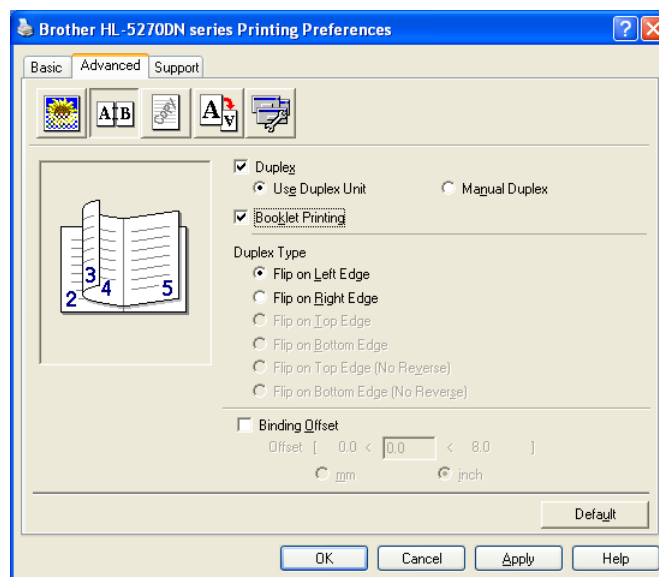 Brother HL-5270DN series Printing Preferences
Basic Advanced Support
A B COPY A A
Duplex
Use Duplex Unit Manual Duplex
Booklet Printing
Duplex Type
Flip on Left Edge
Flip on Right Edge
Flip on Top Edge
Flip on Bottom Edge
Flip on Top Edge (No Reverse)
Flip on Bottom Edge (No Reverse)
2 3 4 5
Binding Offset
Offset [ 0.0 < 0.0 < 8.0 ]
mm inch
Default
OK Cancel Apply Help